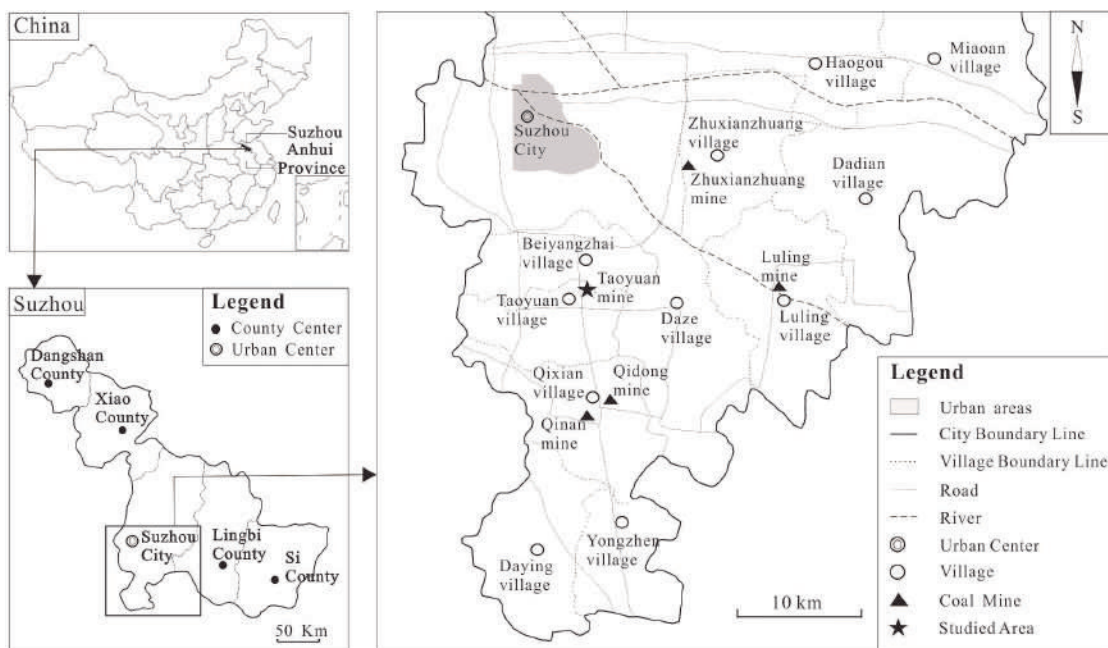 China
Suzhou
Anhui
Province
Suzhou
Legend
County Center
Urban Center
Dangshan
County
Xiao
County
Suzhou
City
Lingbi
County
Si
County
50 Km
N
S
Miaoan
village
Haogou
village
Suzhou
City
Zhuxianzhuang
village
Zhuxianzhuang
mine
Dadian
village
Beiyangzhai
village
Taoyuan
mine
Taoyuan
village
Daze
village
Luling
mine
Luling
village
Qixian
village
Qidong
mine
Qinan
mine
Yongzhen
village
Daying
village
10 km
Legend
Urban areas
City Boundary Line
Village Boundary Line
Road
River
Urban Center
Village
Coal Mine
Studied Area